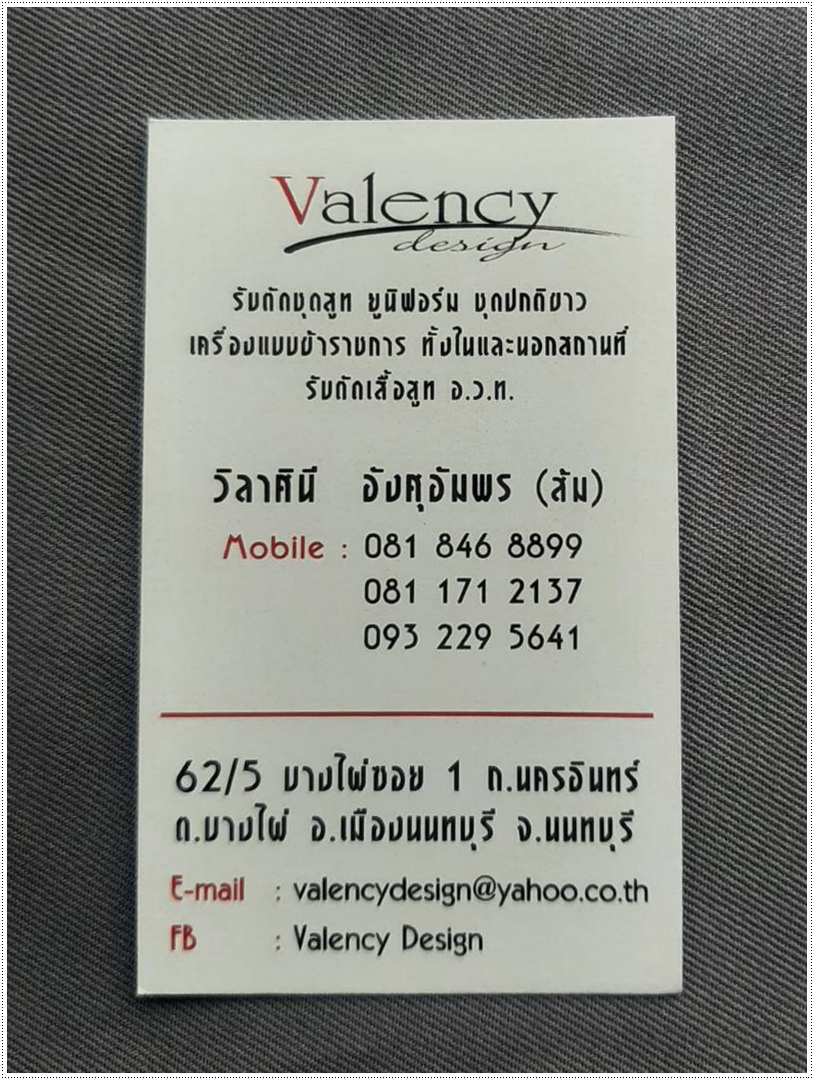 Valency
design
รับตัดชุดสูท ยูนิฟอร์ม ชุดปกติขาว
เครื่องแบบข้าราชการ ทั้งในและนอกสถานที่
รับตัดเสื้อสูท อ.ว.ท.
วิลาศินี อังศุอัมพร (ส้ม)
Mobile : 081 846 8899
081 171 2137
093 229 5641
62/5 บางไผ่ซอย 1 ถ.นครอินทร์
ต.บางไผ่ อ.เมืองนนทบุรี จ.นนทบุรี
E-mail : valencydesign@yahoo.co.th
FB : Valency Design